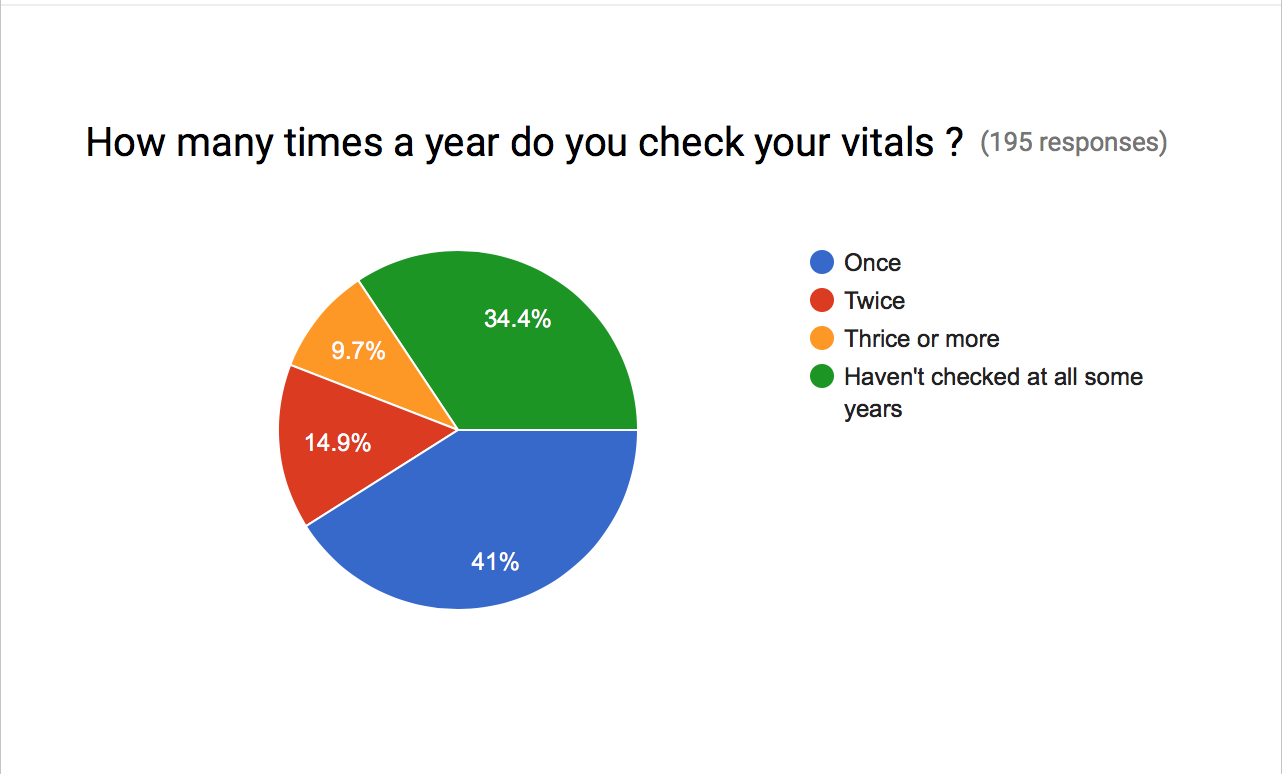 How many times a year do you check your vitals ? (195 responses)
Once
Twice
Thrice or more
Haven't checked at all some
years
34.4%
9.7%
14.9%
41%